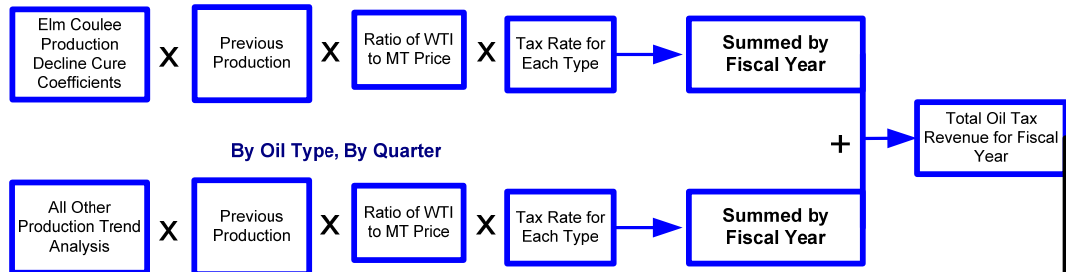 Elm Coulee
Production
Decline Cure
Coefficients
X
Previous
Production
X
Ratio of WTI
to MT Price
X
Tax Rate for
Each Type
Summed by
Fiscal Year
By Oil Type, By Quarter
+
Total Oil Tax
Revenue for Fiscal
Year
All Other
Production Trend
Analysis
X
Previous
Production
X
Ratio of WTI
to MT Price
X
Tax Rate for
Each Type
Summed by
Fiscal Year